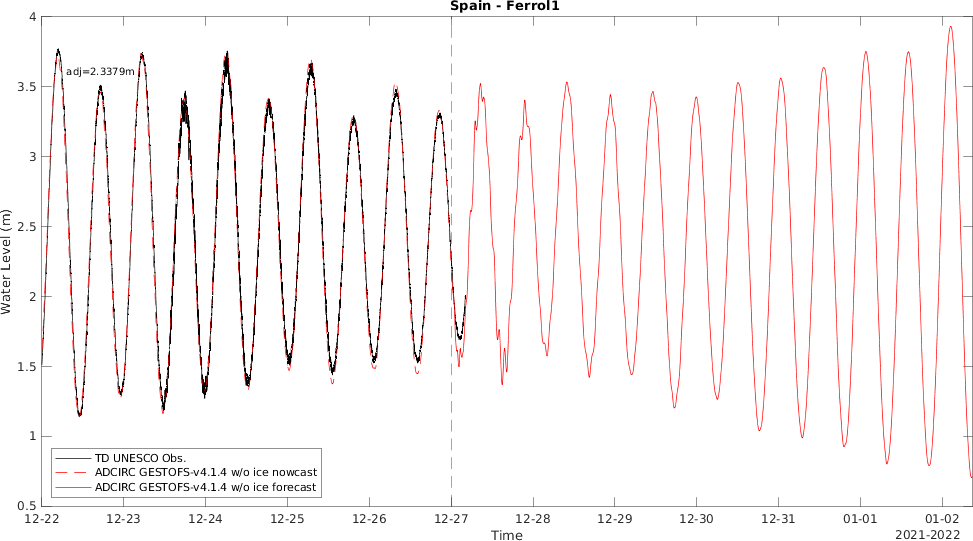 Spain - Ferrol1
4
3.5
3
2.5
2
1.5
1
0.5
Water Level (m)
adj=2.3379m
TD UNESCO Obs.
ADCIRC GESTOFS-v4.1.4 w/o ice nowcast
ADCIRC GESTOFS-v4.1.4 w/o ice forecast
12-22 12-23 12-24 12-25 12-26 12-27 12-28 12-29 12-30 12-31 01-01 01-02
Time
2021-2022